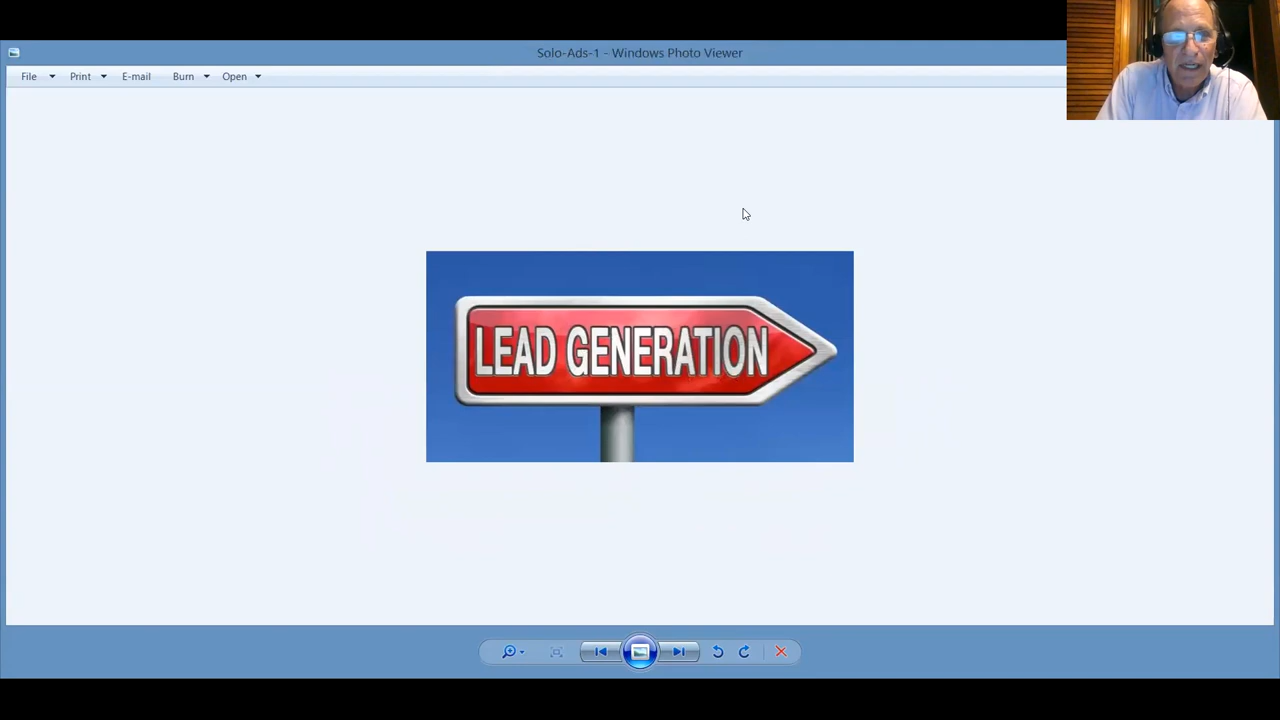 Solo-Ads-1 - Windows Photo Viewer
File Print E-mail Burn Open
LEAD GENERATION